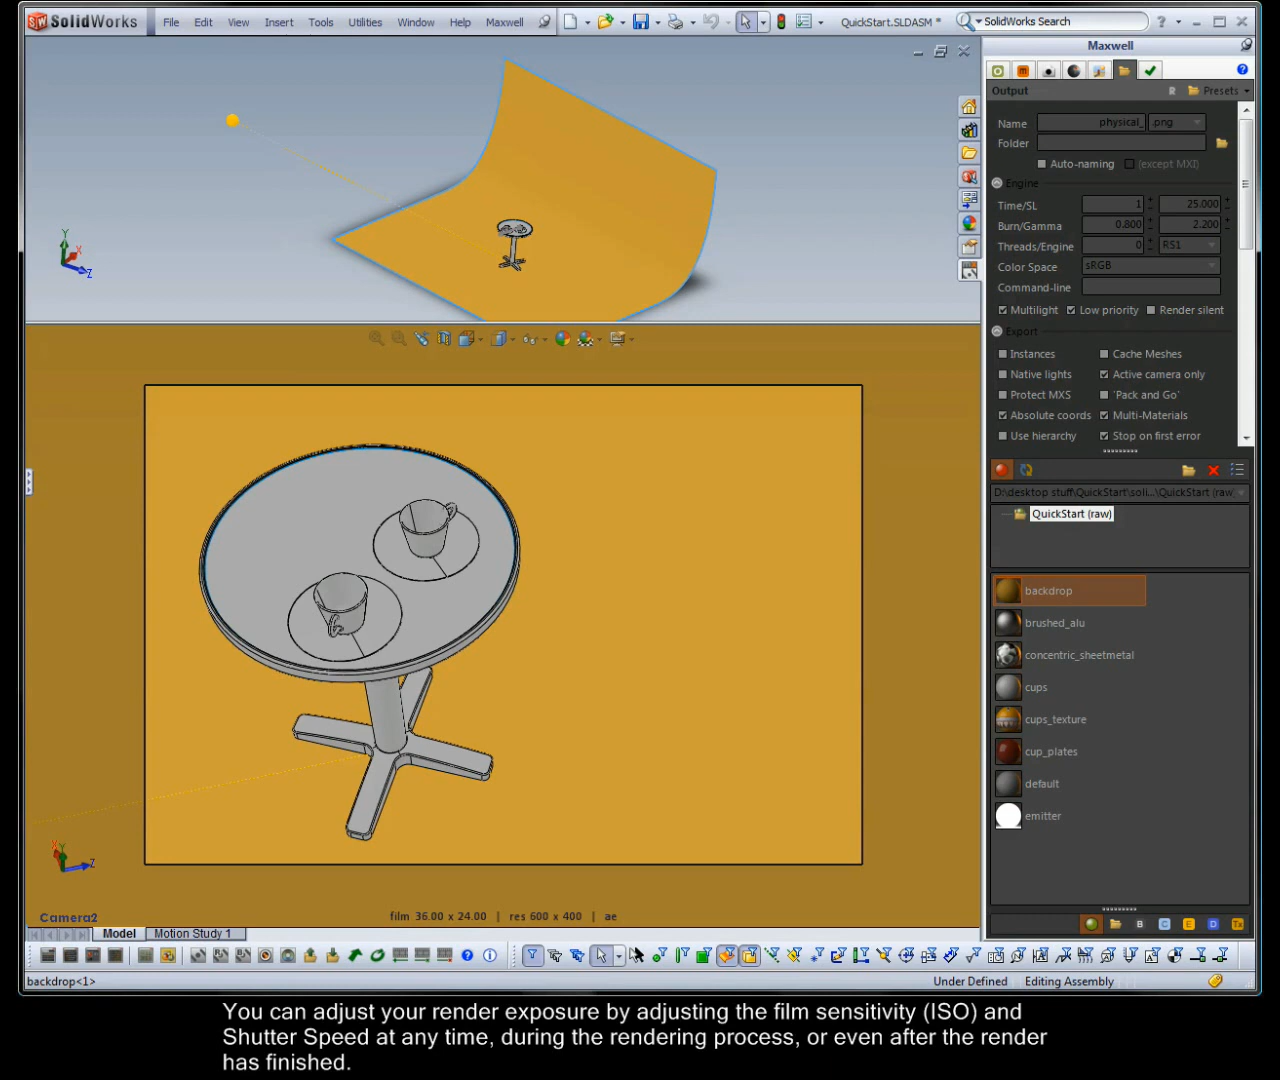 SolidWorks File Edit View Insert Tools Utilities Window Help Maxwell QuickStart.SLDASM * SolidWorks Search
Maxwell
Output R Presets
Name physical_ .png
Folder
Auto-naming (except MXI)
Engine
Time/SL 1 25.000
Burn/Gamma 0.800 2.200
Threads/Engine 0 RS1
Color Space sRGB
Command-line
Multilight Low priority Render silent
Export
Instances Cache Meshes
Native lights Active camera only
Protect MXS 'Pack and Go'
Absolute coords Multi-Materials
Use hierarchy Stop on first error
D:\desktop stuff\QuickStart\soli...\QuickStart (raw
QuickStart (raw)
backdrop
brushed_alu
concentric_sheetmetal
cups
cups_texture
cup_plates
default
emitter
Y
X
Z
X
Y
Z
Camera2 film 36.00 x 24.00 | res 600 x 400 | ae
B C E D Tx
Model Motion Study 1
backdrop<1> Under Defined Editing Assembly
You can adjust your render exposure by adjusting the film sensitivity (ISO) and
Shutter Speed at any time, during the rendering process, or even after the render
has finished.